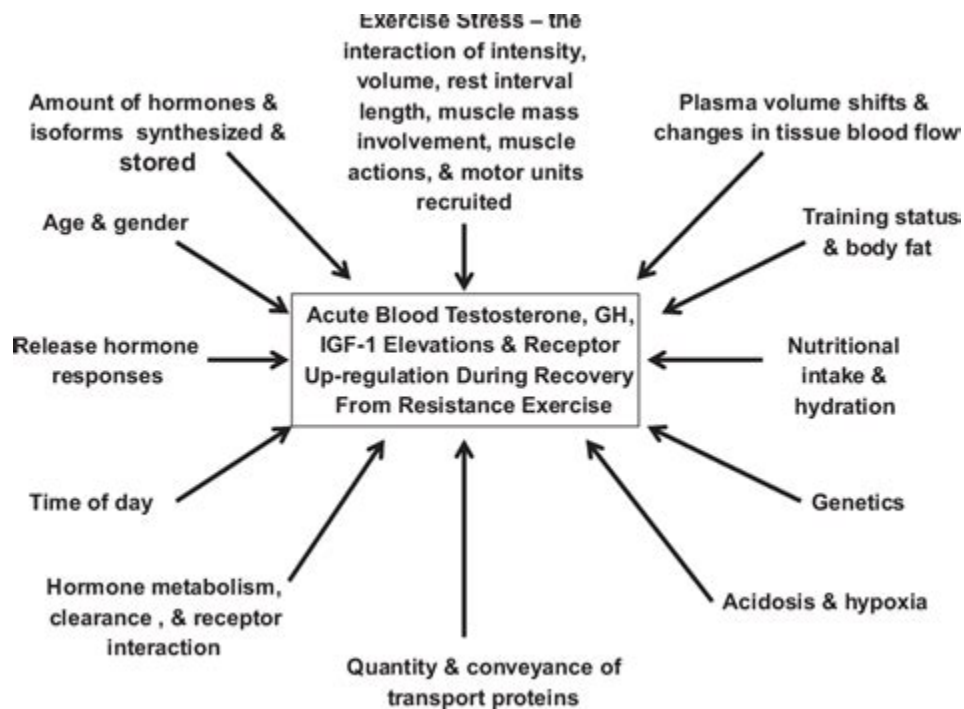 Exercise Stress – the
interaction of intensity,
volume, rest interval
length, muscle mass
involvement, muscle
actions, & motor units
recruited
Amount of hormones &
isoforms synthesized &
stored
Plasma volume shifts &
changes in tissue blood flow
Age & gender
Training status
& body fat
Acute Blood Testosterone, GH,
IGF-1 Elevations & Receptor
Up-regulation During Recovery
From Resistance Exercise
Release hormone
responses
Nutritional
intake &
hydration
Time of day
Genetics
Hormone metabolism,
clearance , & receptor
interaction
Acidosis & hypoxia
Quantity & conveyance of
transport proteins